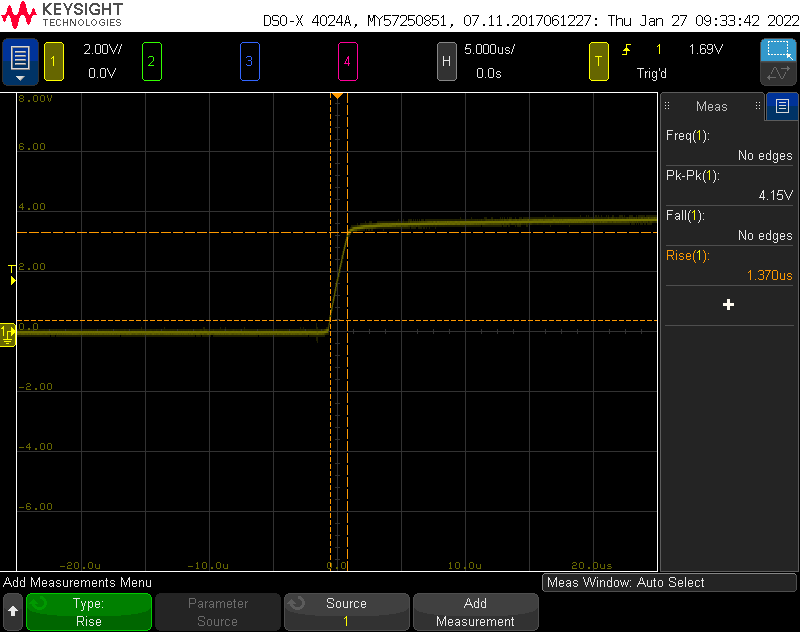 KEYSIGHT
TECHNOLOGIES
DSO-X 4024A, MY57250851, 07.11.2017061227: Thu Jan 27 09:33:42 2022
1
2.00V/
0.0V
2
3
4
H
5.000us/
0.0s
T
1
1.69V
Trig'd
8.00V
6.00
4.00
2.00
0.0
-2.00
-4.00
-6.00
T
1
-20.0u
-10.0u
0.0
10.0u
20.0us
Meas
Freq(1):
No edges
Pk-Pk(1):
4.15V
Fall(1):
No edges
Rise(1):
1.370us
+
Add Measurements Menu
Meas Window: Auto Select
Type:
Rise
Parameter
Source
Source
1
Add
Measurement